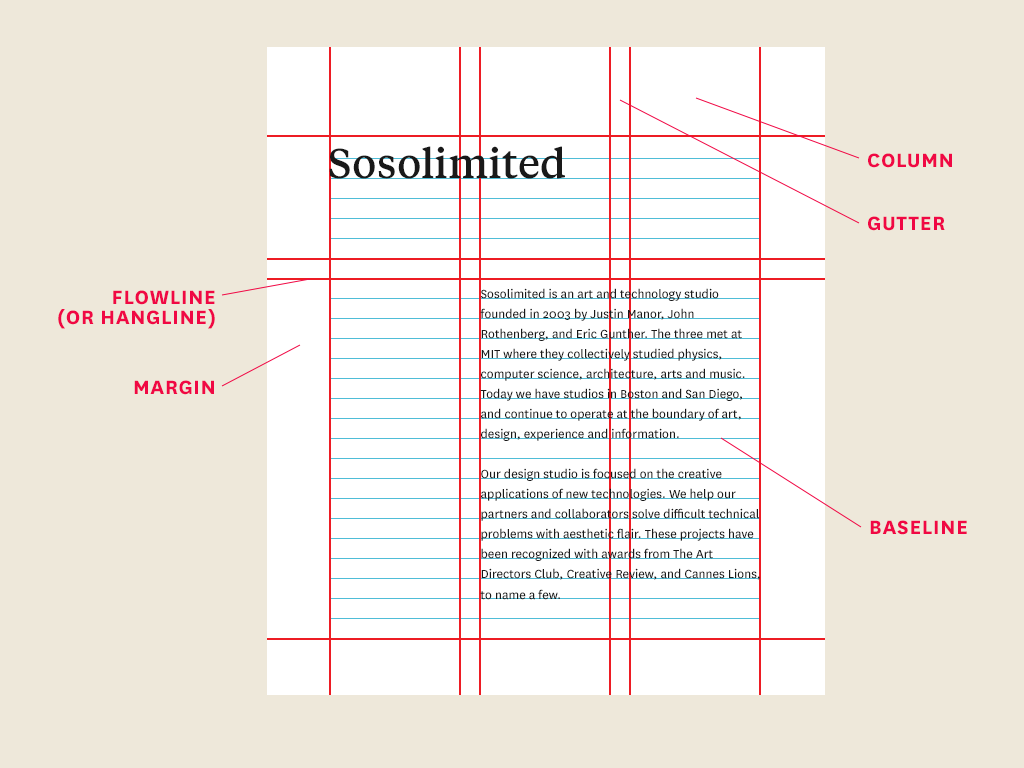 Sosolimited
COLUMN
GUTTER
FLOWLINE
(OR HANGLINE)
MARGIN
Sosolimited is an art and technology studio
founded in 2003 by Justin Manor, John
Rothenberg, and Eric Gunther. The three met at
MIT where they collectively studied physics,
computer science, architecture, arts and music.
Today we have studios in Boston and San Diego,
and continue to operate at the boundary of art,
design, experience and information.
Our design studio is focused on the creative
applications of new technologies. We help our
partners and collaborators solve difficult technical
problems with aesthetic flair. These projects have
been recognized with awards from The Art
Directors Club, Creative Review, and Cannes Lions,
to name a few.
BASELINE